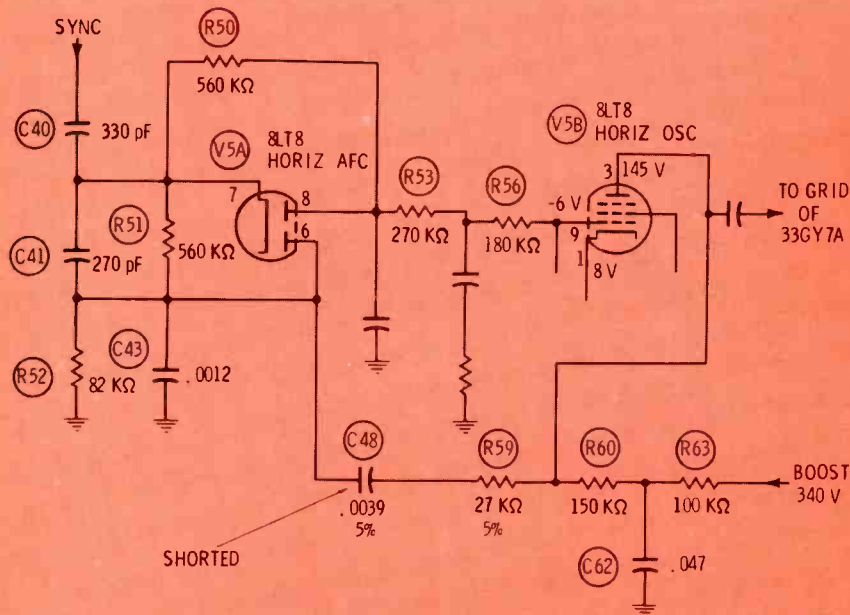 SYNC
R50
560 KΩ
C40
330 pF
V5A
8LT8
HORIZ AFC
V5B
8LT8
HORIZ OSC
3
145 V
7
8
6
R53
270 KΩ
R56
180 KΩ
-6 V
9
1
8 V
TO GRID
OF
33GY7A
C41
270 pF
R51
560 KΩ
R52
82 KΩ
C43
.0012
C48
.0039
5%
SHORTED
R59
27 KΩ
5%
R60
150 KΩ
R63
100 KΩ
BOOST
340 V
C62
.047